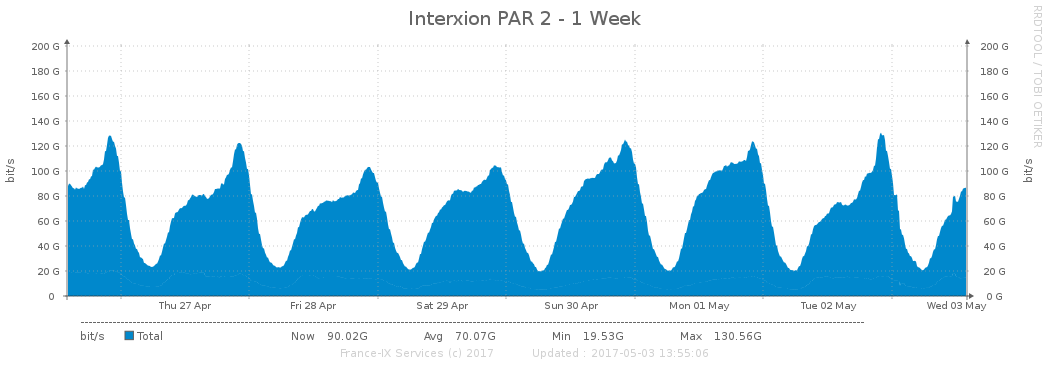 Interxion PAR 2 - 1 Week
RRDTOOL / TOBI OETIKER
bit/s
200 G
180 G
160 G
140 G
120 G
100 G
80 G
60 G
40 G
20 G
0
200 G
180 G
160 G
140 G
120 G
100 G
80 G
60 G
40 G
20 G
0 G
bit/s
Thu 27 Apr Fri 28 Apr Sat 29 Apr Sun 30 Apr Mon 01 May Tue 02 May Wed 03 May
bit/s Total Now 90.02G Avg 70.07G Min 19.53G Max 130.56G
France-IX Services (c) 2017 Updated : 2017-05-03 13:55:06